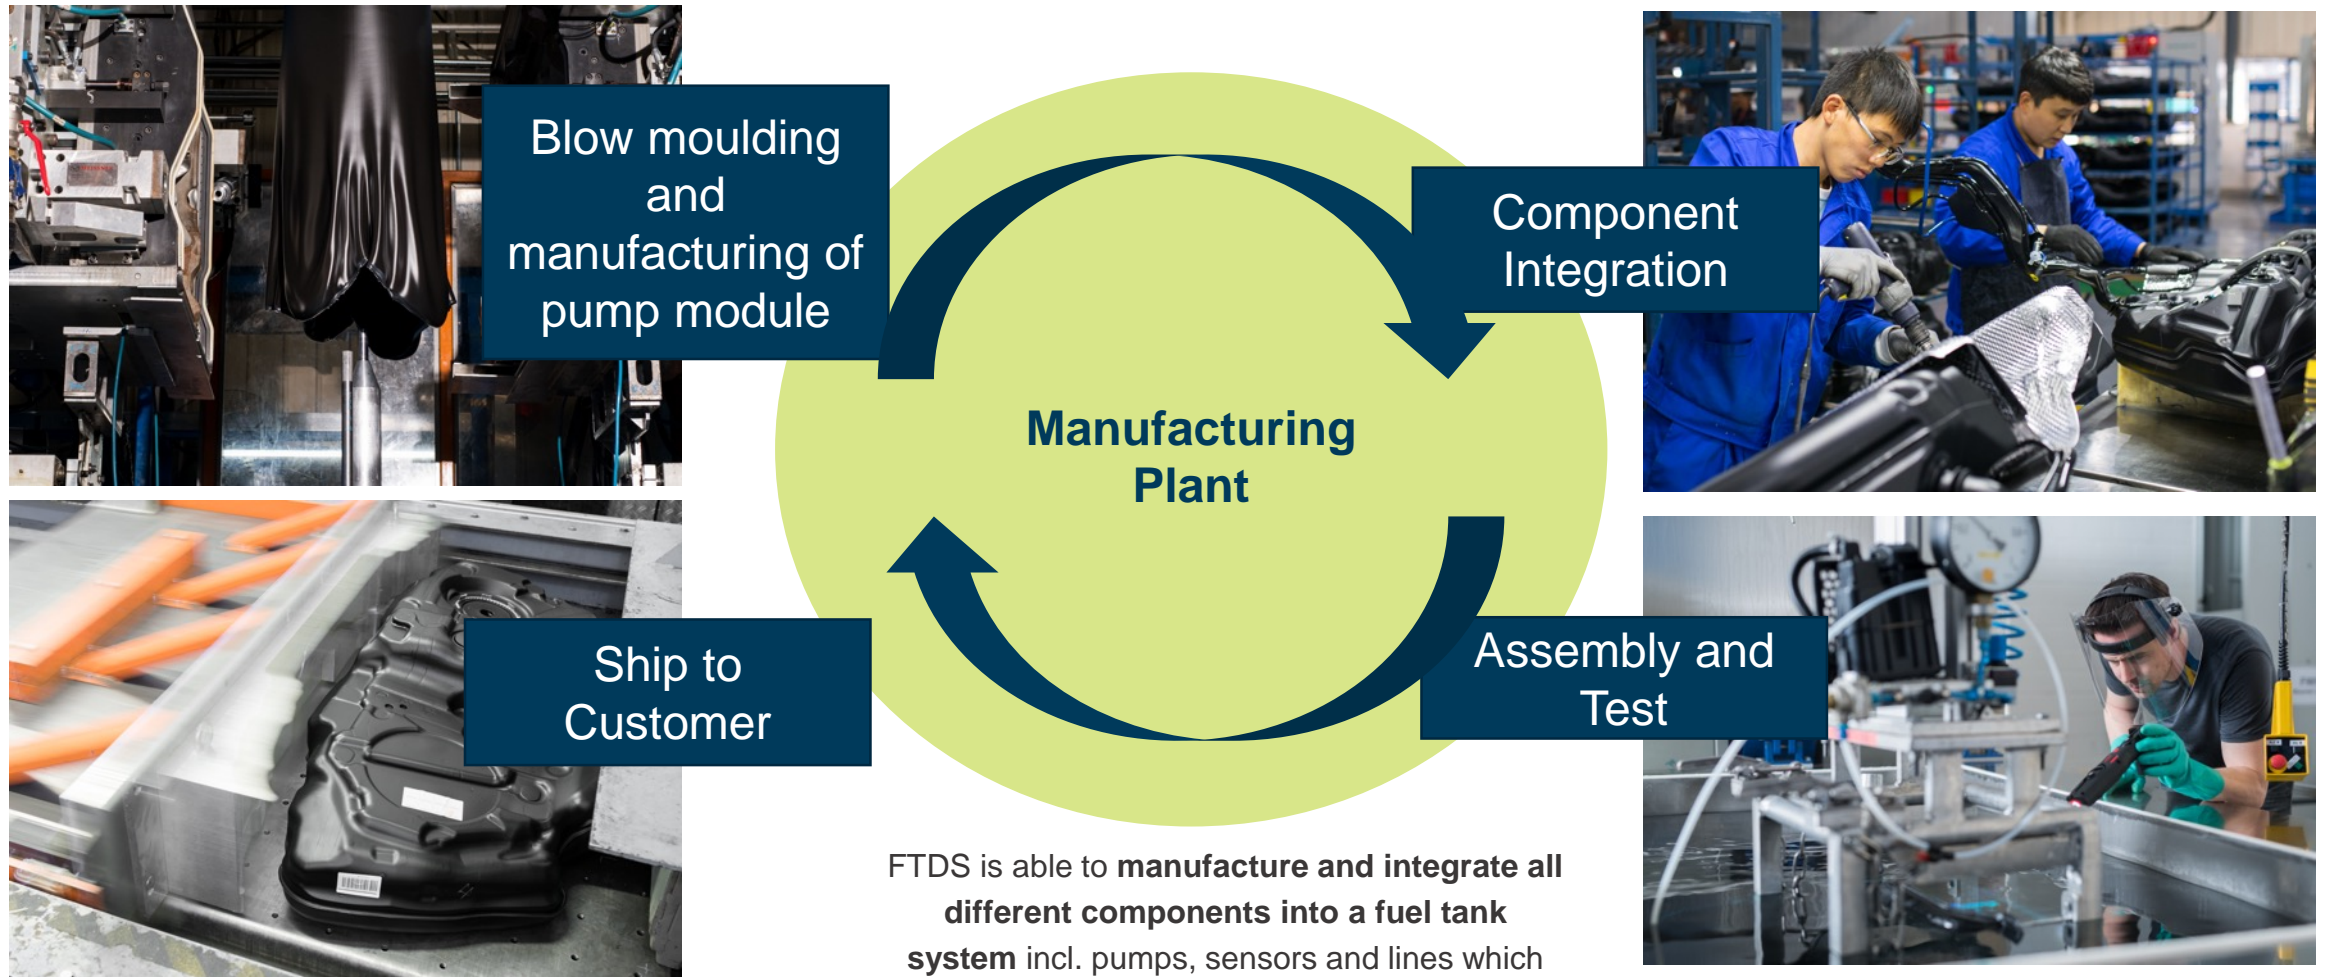 Blow moulding
and
manufacturing of
pump module
Component
Integration
Manufacturing
Plant
Ship to
Customer
Assembly and
Test
FTDS is able to manufacture and integrate all
different components into a fuel tank
system incl. pumps, sensors and lines which